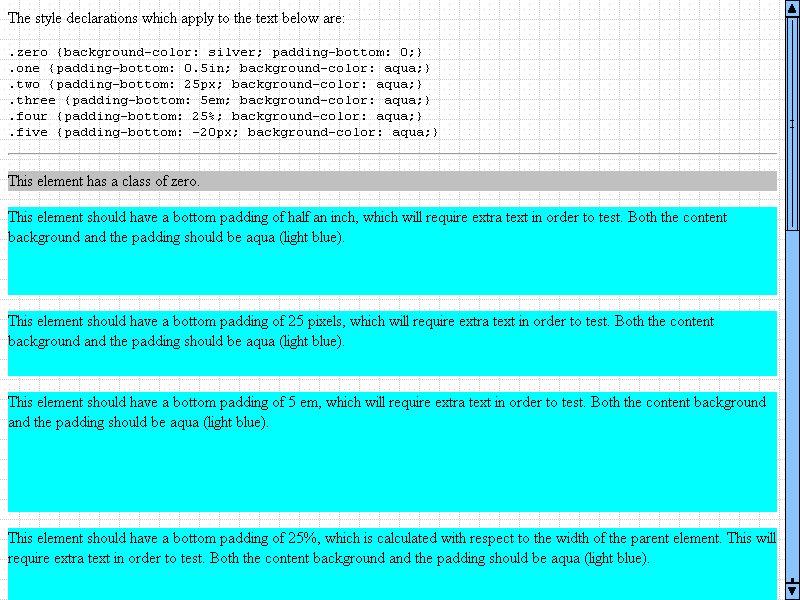 The style declarations which apply to the text below are:
.zero {background-color: silver; padding-bottom: 0;}
.one {padding-bottom: 0.5in; background-color: aqua;}
.two {padding-bottom: 25px; background-color: aqua;}
.three {padding-bottom: 5em; background-color: aqua;}
.four {padding-bottom: 25%; background-color: aqua;}
.five {padding-bottom: -20px; background-color: aqua;}
This element has a class of zero.
This element should have a bottom padding of half an inch, which will require extra text in order to test. Both the content
background and the padding should be aqua (light blue).
This element should have a bottom padding of 25 pixels, which will require extra text in order to test. Both the content
background and the padding should be aqua (light blue).
This element should have a bottom padding of 5 em, which will require extra text in order to test. Both the content background
and the padding should be aqua (light blue).
This element should have a bottom padding of 25%, which is calculated with respect to the width of the parent element. This will
require extra text in order to test. Both the content background and the padding should be aqua (light blue).